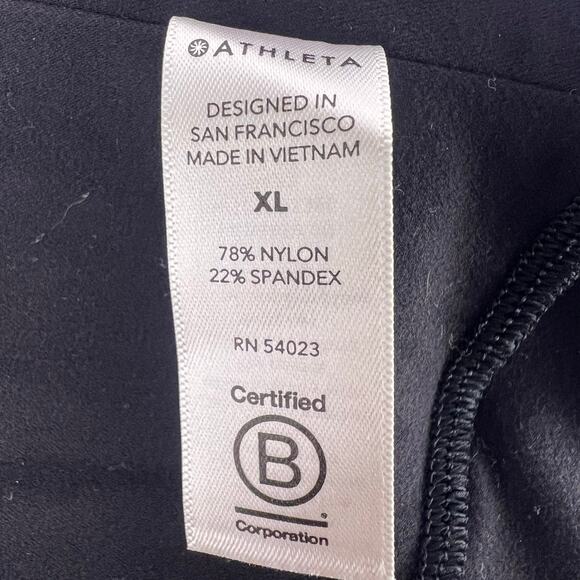 ATHLETA
DESIGNED IN
SAN FRANCISCO
MADE IN VIETNAM
XL
78% NYLON
22% SPANDEX
RN 54023
Certified
B
®
Corporation